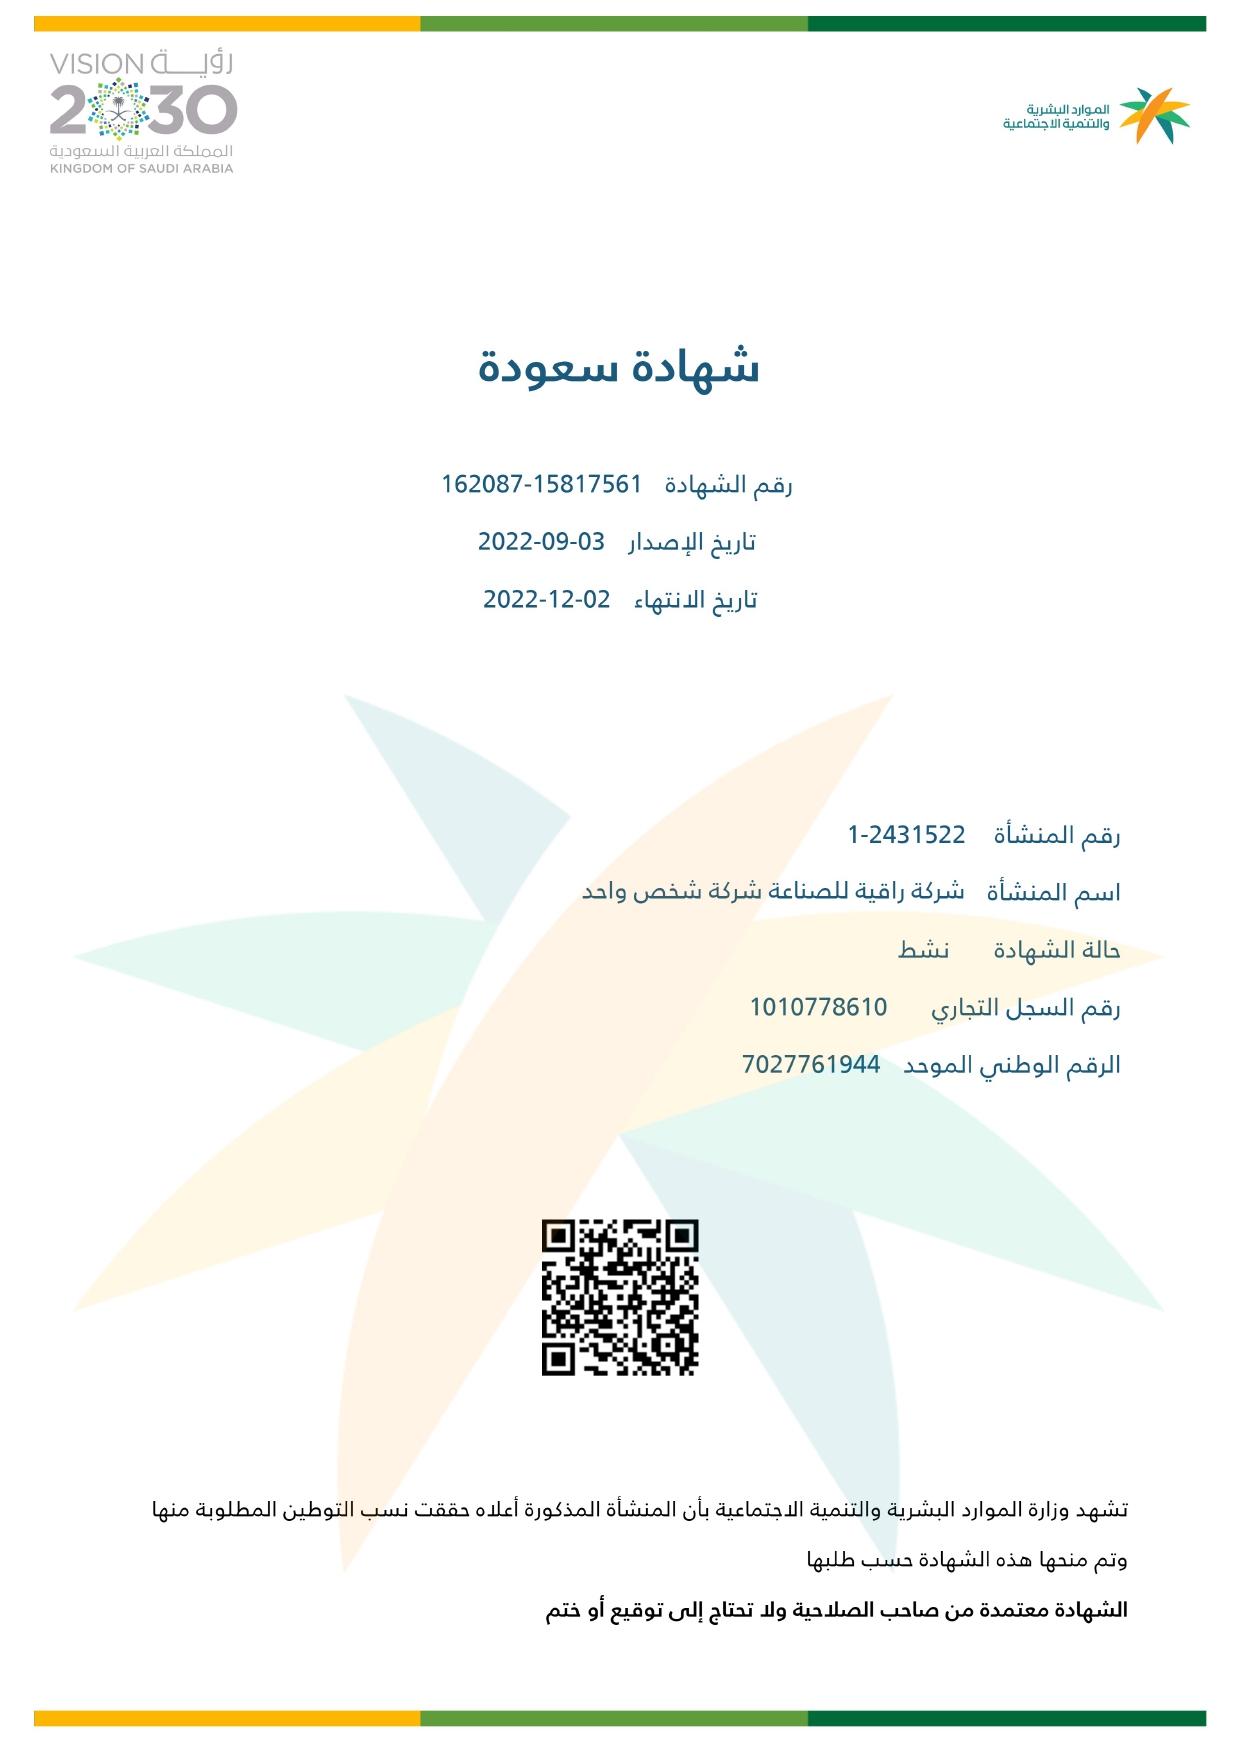 VISION رؤيــة
2030
المملكة العربية السعودية
KINGDOM OF SAUDI ARABIA
الموارد البشرية
والتنمية الاجتماعية
شهادة سعودة
رقم الشهادة 162087-15817561
تاريخ الإصدار 2022-09-03
تاريخ الانتهاء 2022-12-02
رقم المنشأة 1-2431522
اسم المنشأة شركة راقية للصناعة شركة شخص واحد
حالة الشهادة نشط
رقم السجل التجاري 1010778610
الرقم الوطني الموحد 7027761944
تشهد وزارة الموارد البشرية والتنمية الاجتماعية بأن المنشأة المذكورة أعلاه حققت نسب التوطين المطلوبة منها
وتم منحها هذه الشهادة حسب طلبها
الشهادة معتمدة من صاحب الصلاحية ولا تحتاج إلى توقيع أو ختم